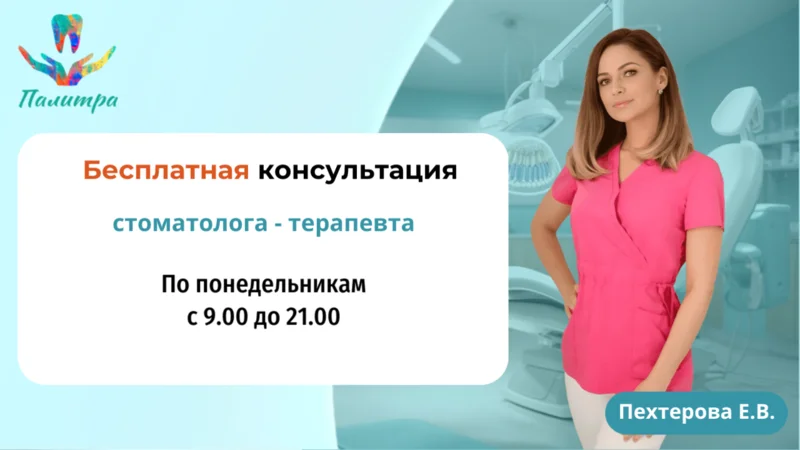 Палитра
Бесплатная консультация
стоматолога - терапевта
По понедельникам
с 9.00 до 21.00
Пехтерова Е.В.